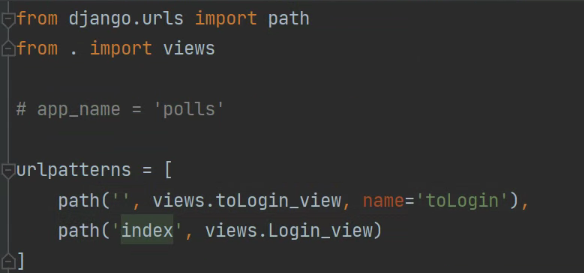 from django.urls import path
from . import views
# app_name = 'polls'
urlpatterns = [
path('', views.toLogin_view, name='toLogin'),
path('index', views.Login_view)
]